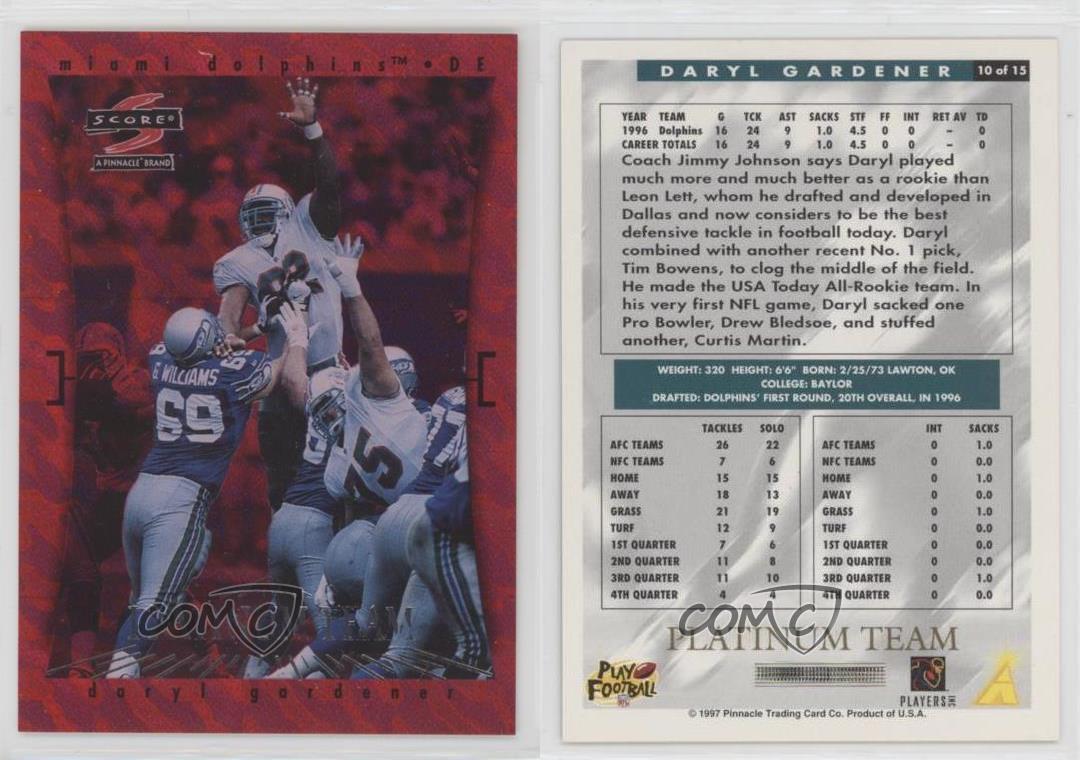 miami dolphins™ • DE
SCORE®
A PINNACLE® BRAND
G. WILLIAMS
69
69
92
75
PLATINUM TEAM
COMC
daryl gardener
DARYL GARDENER 10 of 15
YEAR TEAM G TCK AST SACKS STF FF INT RET AV TD
1996 Dolphins 16 24 9 1.0 4.5 0 0 – 0
CAREER TOTALS 16 24 9 1.0 4.5 0 0 – 0
Coach Jimmy Johnson says Daryl played
much more and much better as a rookie than
Leon Lett, whom he drafted and developed in
Dallas and now considers to be the best
defensive tackle in football today. Daryl
combined with another recent No. 1 pick,
Tim Bowens, to clog the middle of the field.
He made the USA Today All-Rookie team. In
his very first NFL game, Daryl sacked one
Pro Bowler, Drew Bledsoe, and stuffed
another, Curtis Martin.
WEIGHT: 320 HEIGHT: 6'6" BORN: 2/25/73 LAWTON, OK
COLLEGE: BAYLOR
DRAFTED: DOLPHINS' FIRST ROUND, 20TH OVERALL, IN 1996
TACKLES SOLO
AFC TEAMS 26 22
NFC TEAMS 7 6
HOME 15 15
AWAY 18 13
GRASS 21 19
TURF 12 9
1ST QUARTER 7 6
2ND QUARTER 11 8
3RD QUARTER 11 10
4TH QUARTER 4 4
INT SACKS
AFC TEAMS 0 1.0
NFC TEAMS 0 0.0
HOME 0 1.0
AWAY 0 0.0
GRASS 0 1.0
TURF 0 0.0
1ST QUARTER 0 0.0
2ND QUARTER 0 0.0
3RD QUARTER 0 1.0
4TH QUARTER 0 0.0
COMC
PLATINUM TEAM
PLAY FOOTBALL
NFL
PLAYERS INC
© 1997 Pinnacle Trading Card Co. Product of U.S.A.